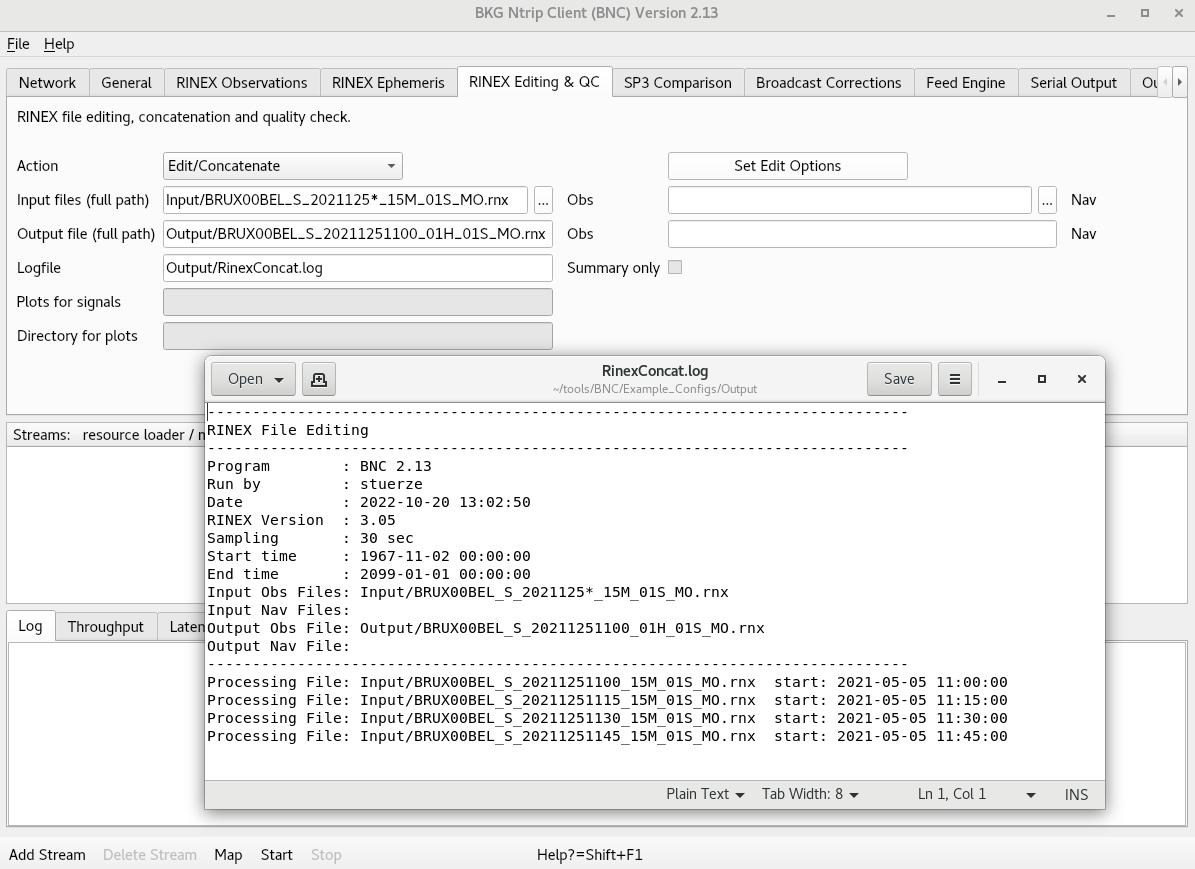 BKG Ntrip Client (BNC) Version 2.13
File Help
Network General RINEX Observations RINEX Ephemeris RINEX Editing & QC SP3 Comparison Broadcast Corrections Feed Engine Serial Output
RINEX file editing, concatenation and quality check.
Action Edit/Concatenate Set Edit Options
Input files (full path) Input/BRUX00BEL_S_2021125*_15M_01S_MO.rnx ... Obs ... Nav
Output file (full path) Output/BRUX00BEL_S_20211251100_01H_01S_MO.rnx Obs Nav
Logfile Output/RinexConcat.log Summary only
Plots for signals
Directory for plots
Open RinexConcat.log Save
~/tools/BNC/Example_Configs/Output
------------------------------------------------------------------------------
RINEX File Editing
------------------------------------------------------------------------------
Program : BNC 2.13
Run by : stuerze
Date : 2022-10-20 13:02:50
RINEX Version : 3.05
Sampling : 30 sec
Start time : 1967-11-02 00:00:00
End time : 2099-01-01 00:00:00
Input Obs Files: Input/BRUX00BEL_S_2021125*_15M_01S_MO.rnx
Input Nav Files:
Output Obs File: Output/BRUX00BEL_S_20211251100_01H_01S_MO.rnx
Output Nav File:
------------------------------------------------------------------------------
Processing File: Input/BRUX00BEL_S_20211251100_15M_01S_MO.rnx start: 2021-05-05 11:00:00
Processing File: Input/BRUX00BEL_S_20211251115_15M_01S_MO.rnx start: 2021-05-05 11:15:00
Processing File: Input/BRUX00BEL_S_20211251130_15M_01S_MO.rnx start: 2021-05-05 11:30:00
Processing File: Input/BRUX00BEL_S_20211251145_15M_01S_MO.rnx start: 2021-05-05 11:45:00
Plain Text Tab Width: 8 Ln 1, Col 1 INS
Streams: resource loader /
Log Throughput
Add Stream Delete Stream Map Start Stop Help?=Shift+F1